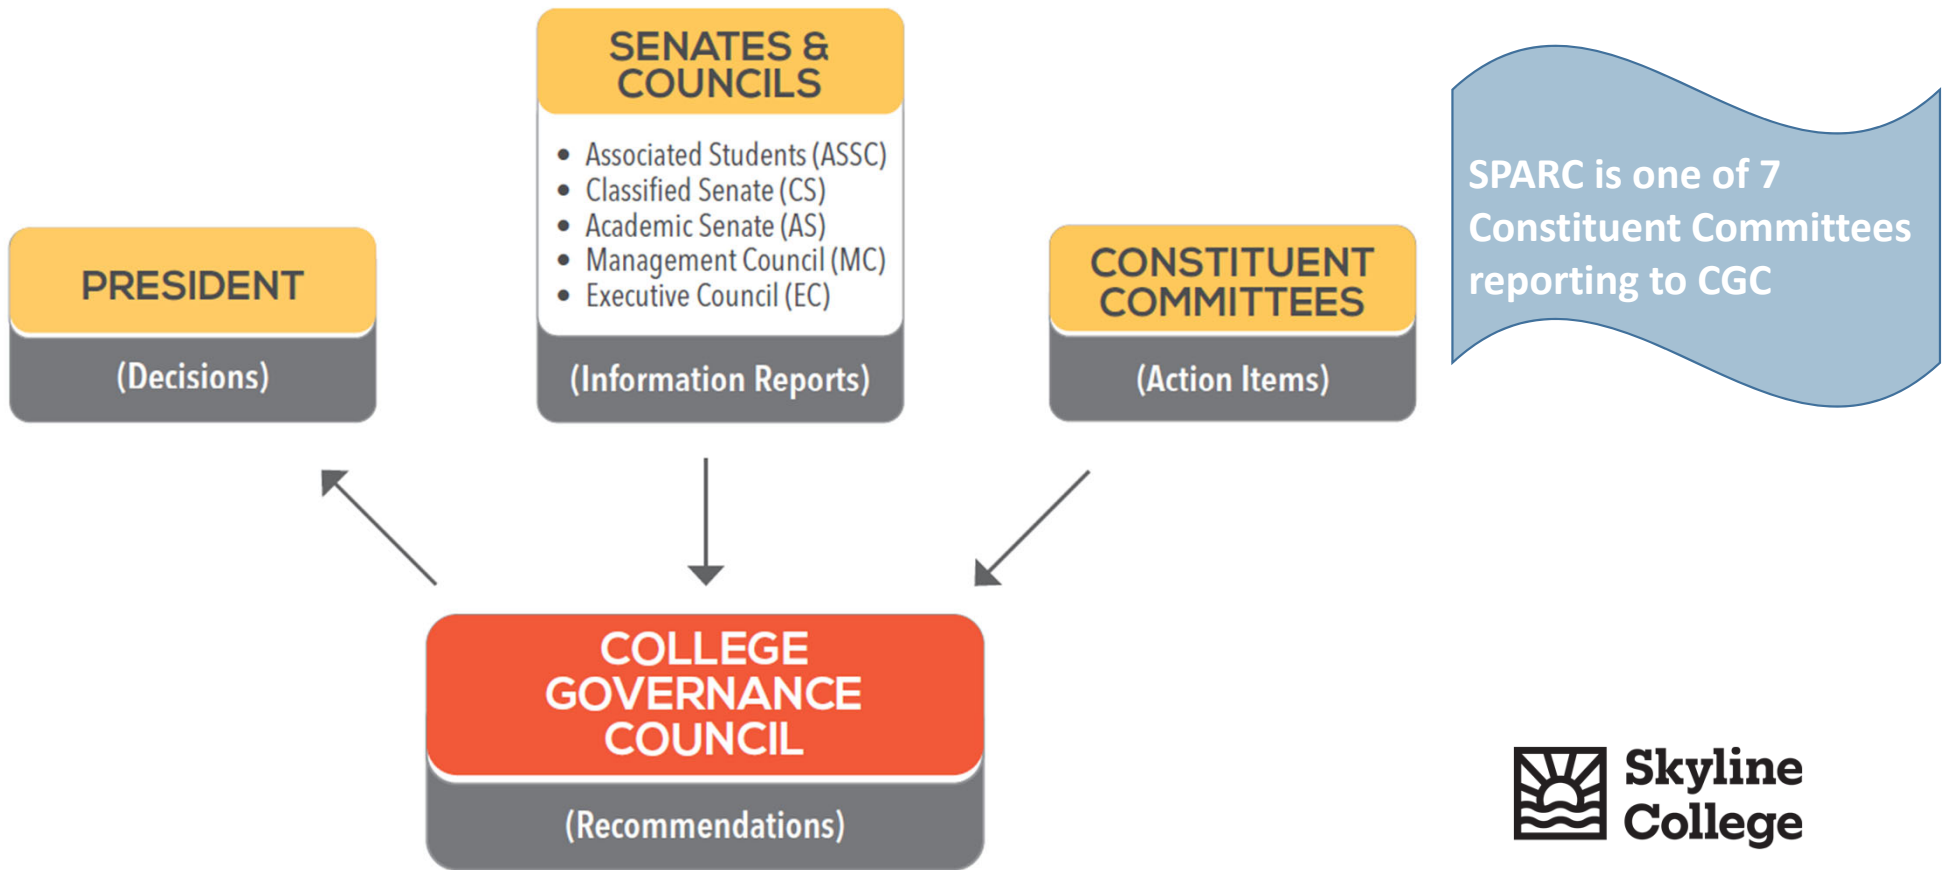 SENATES &
COUNCILS
• Associated Students (ASSC)
• Classified Senate (CS)
• Academic Senate (AS)
• Management Council (MC)
• Executive Council (EC)
(Information Reports)
PRESIDENT
(Decisions)
CONSTITUENT
COMMITTEES
(Action Items)
SPARC is one of 7
Constituent Committees
reporting to CGC
COLLEGE
GOVERNANCE
COUNCIL
(Recommendations)
Skyline
College